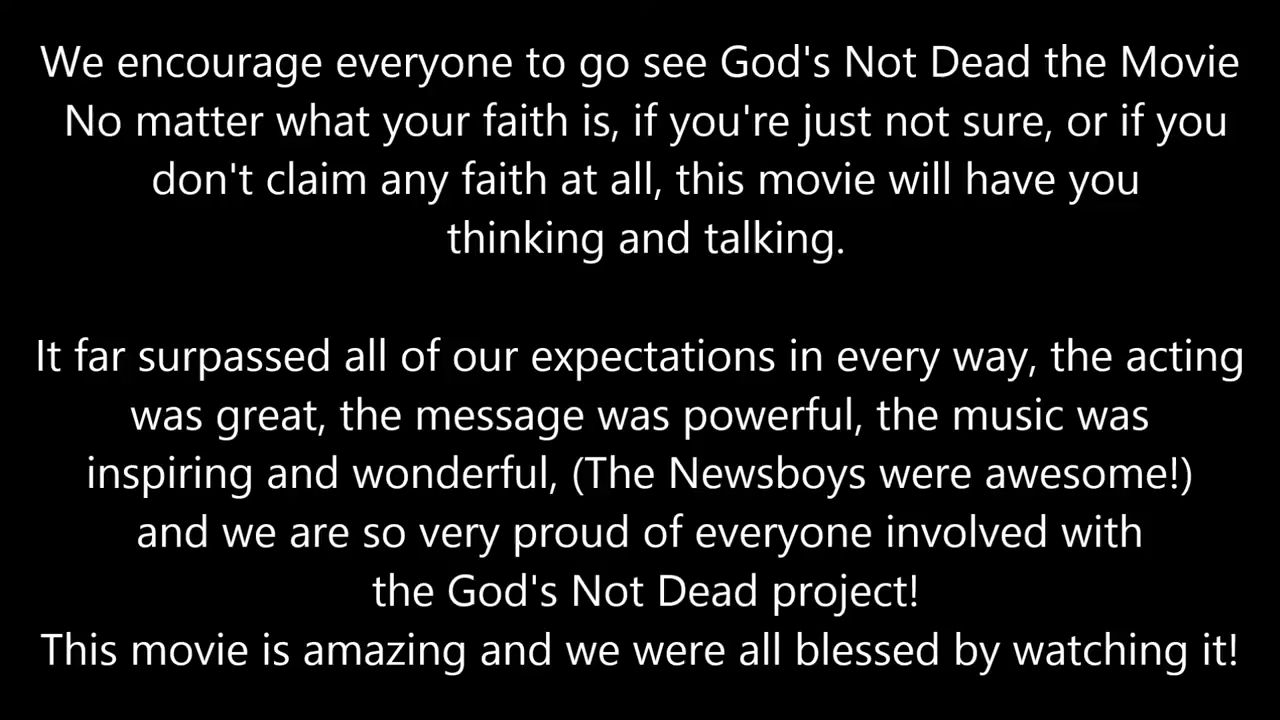 We encourage everyone to go see God's Not Dead the Movie
No matter what your faith is, if you're just not sure, or if you
don't claim any faith at all, this movie will have you
thinking and talking.
It far surpassed all of our expectations in every way, the acting
was great, the message was powerful, the music was
inspiring and wonderful, (The Newsboys were awesome!)
and we are so very proud of everyone involved with
the God's Not Dead project!
This movie is amazing and we were all blessed by watching it!